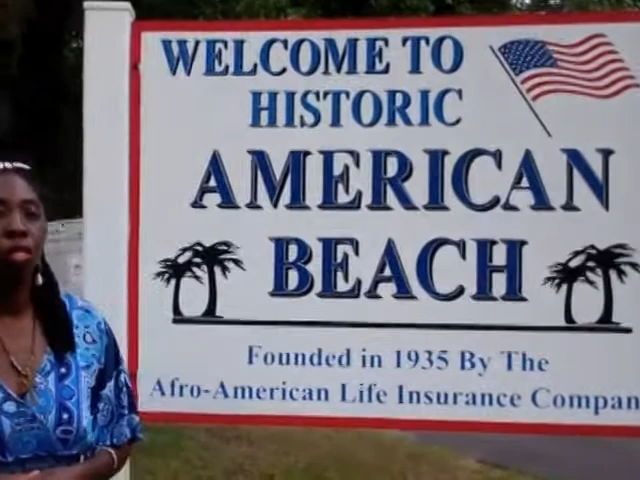 WELCOME TO
HISTORIC
AMERICAN
BEACH
Founded in 1935 By The
Afro-American Life Insurance Compan